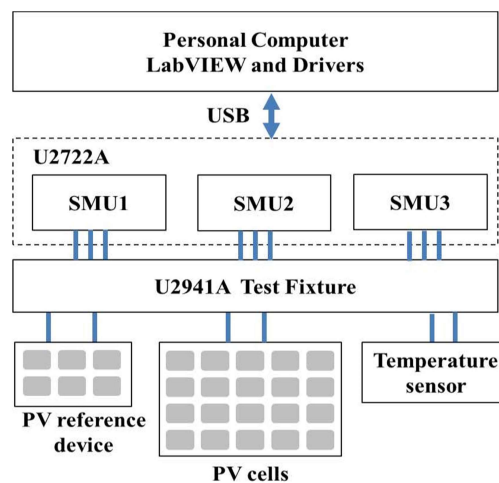 Personal Computer
LabVIEW and Drivers
USB
U2722A
SMU1
SMU2
SMU3
U2941A Test Fixture
PV reference
device
PV cells
Temperature
sensor